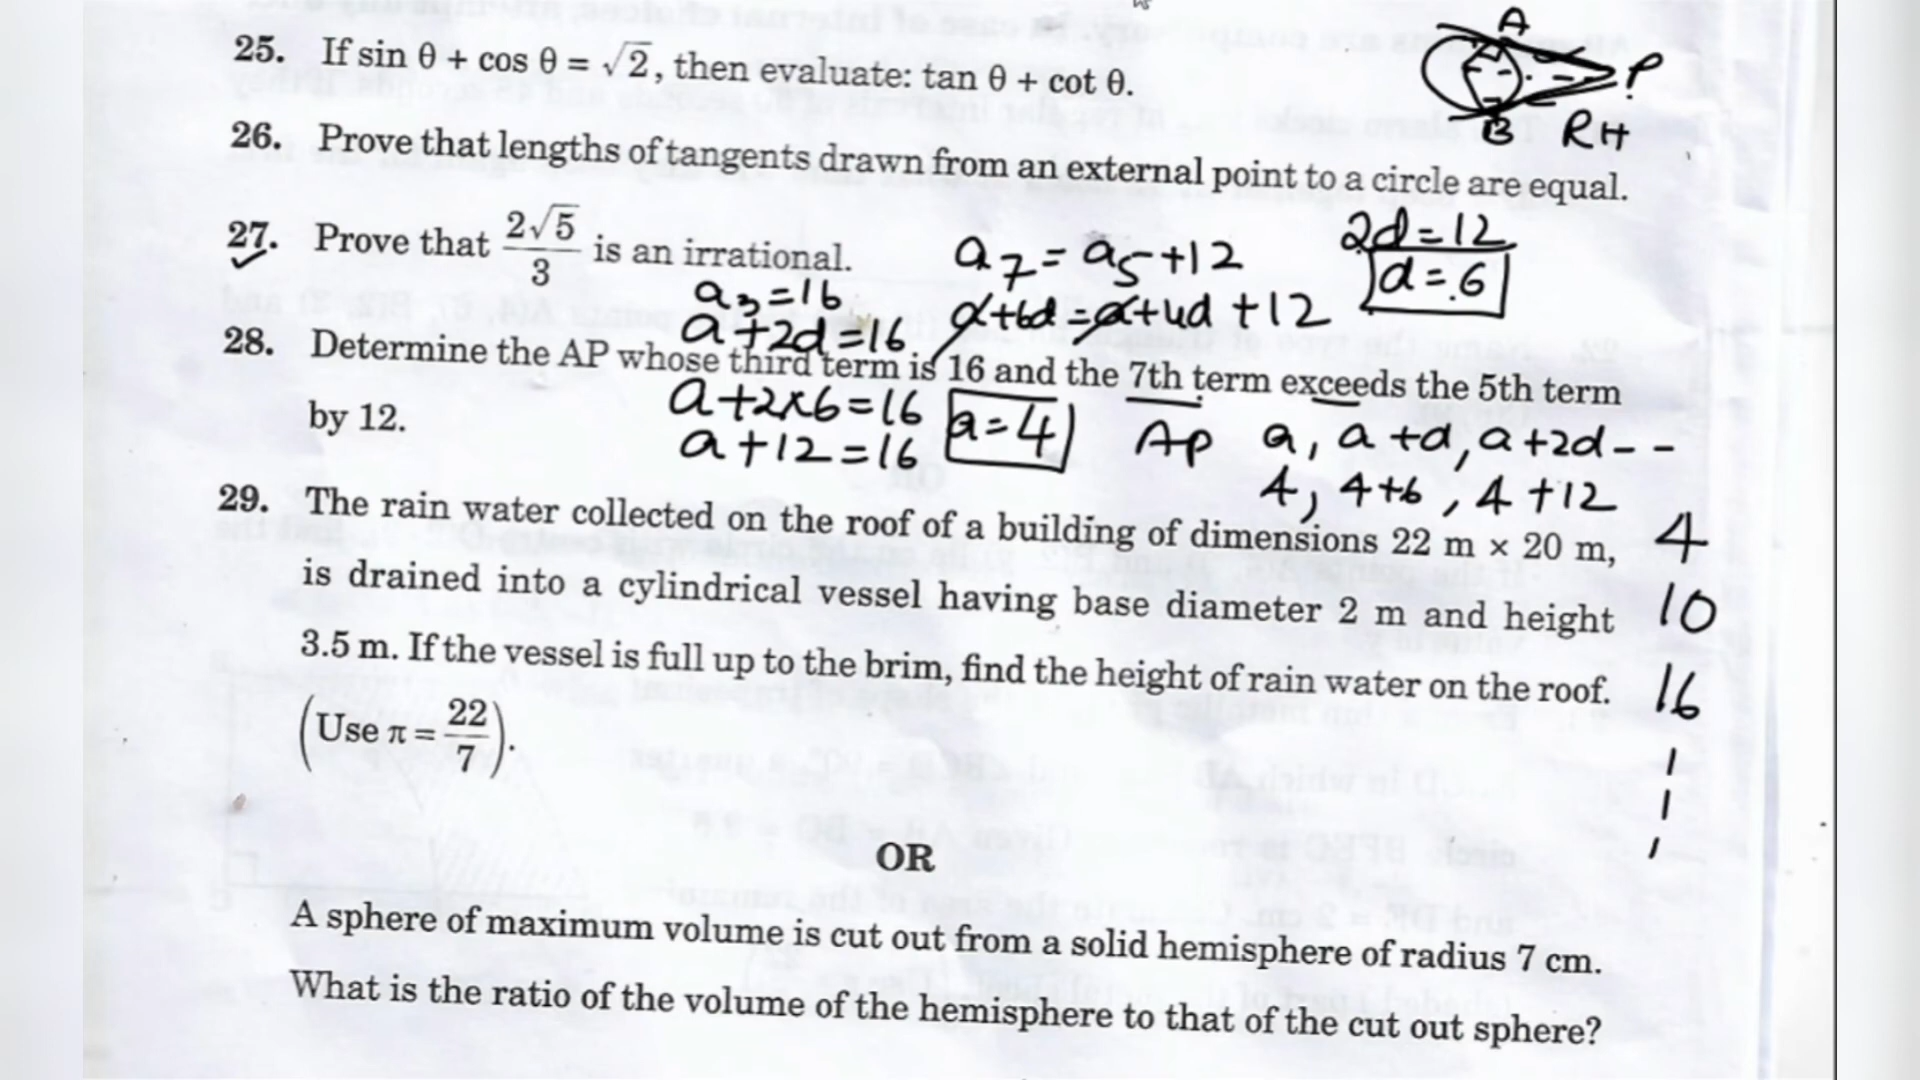 25. If sin θ + cos θ = √2, then evaluate: tan θ + cot θ.
A
P
B RH
26. Prove that lengths of tangents drawn from an external point to a circle are equal.
27. Prove that 2√5/3 is an irrational.
a₇ = a₅ + 12
2d = 12
a₃ = 16
a + 6d = a + 4d + 12
d = 6
a + 2d = 16
28. Determine the AP whose third term is 16 and the 7th term exceeds the 5th term
by 12.
a + 2×6 = 16
a + 12 = 16
a = 4
AP a, a + d, a + 2d - -
4, 4+6, 4 + 12
29. The rain water collected on the roof of a building of dimensions 22 m × 20 m,
is drained into a cylindrical vessel having base diameter 2 m and height
3.5 m. If the vessel is full up to the brim, find the height of rain water on the roof.
(Use π = 22/7).
4
10
16
OR
A sphere of maximum volume is cut out from a solid hemisphere of radius 7 cm.
What is the ratio of the volume of the hemisphere to that of the cut out sphere?